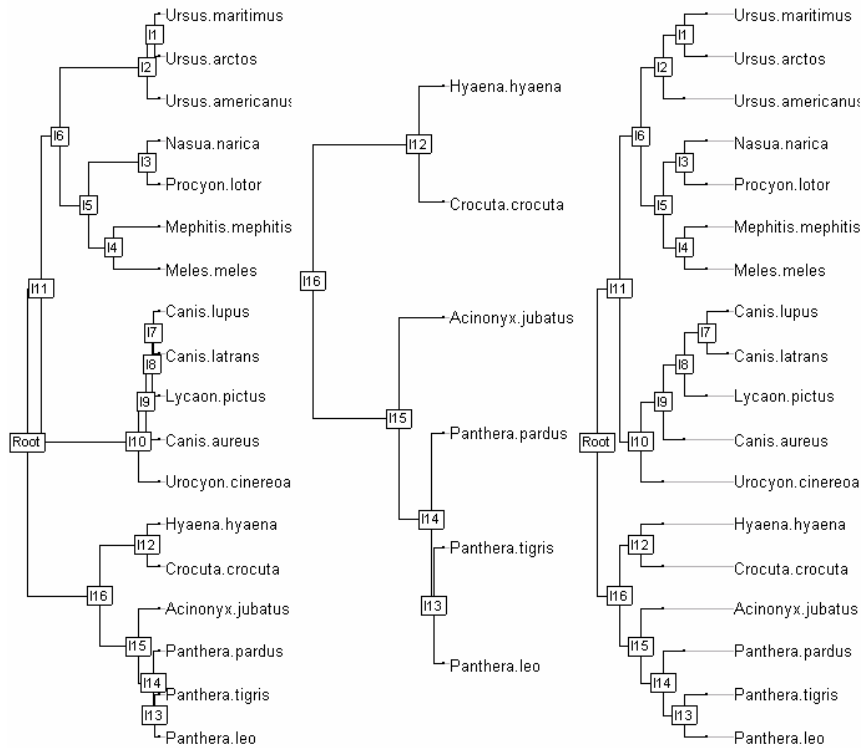 Ursus.maritimus
I1
Ursus.arctos
I2
Ursus.americanus
I6
Nasua.narica
I3
Procyon.lotor
I5
Mephitis.mephitis
I4
Meles.meles
I11
Canis.lupus
I7
Canis.latrans
I8
Lycaon.pictus
I9
Root
I10
Canis.aureus
Urocyon.cinereoa
Hyaena.hyaena
I12
Crocuta.crocuta
I16
Acinonyx.jubatus
I15
Panthera.pardus
I14
Panthera.tigris
I13
Panthera.leo
Hyaena.hyaena
I12
Crocuta.crocuta
I16
Acinonyx.jubatus
I15
Panthera.pardus
I14
Panthera.tigris
I13
Panthera.leo
Ursus.maritimus
I1
Ursus.arctos
I2
Ursus.americanus
I6
Nasua.narica
I3
Procyon.lotor
I5
Mephitis.mephitis
I4
Meles.meles
I11
Canis.lupus
I7
Canis.latrans
I8
Lycaon.pictus
I9
Root
I10
Canis.aureus
Urocyon.cinereoa
Hyaena.hyaena
I12
Crocuta.crocuta
I16
Acinonyx.jubatus
I15
Panthera.pardus
I14
Panthera.tigris
I13
Panthera.leo